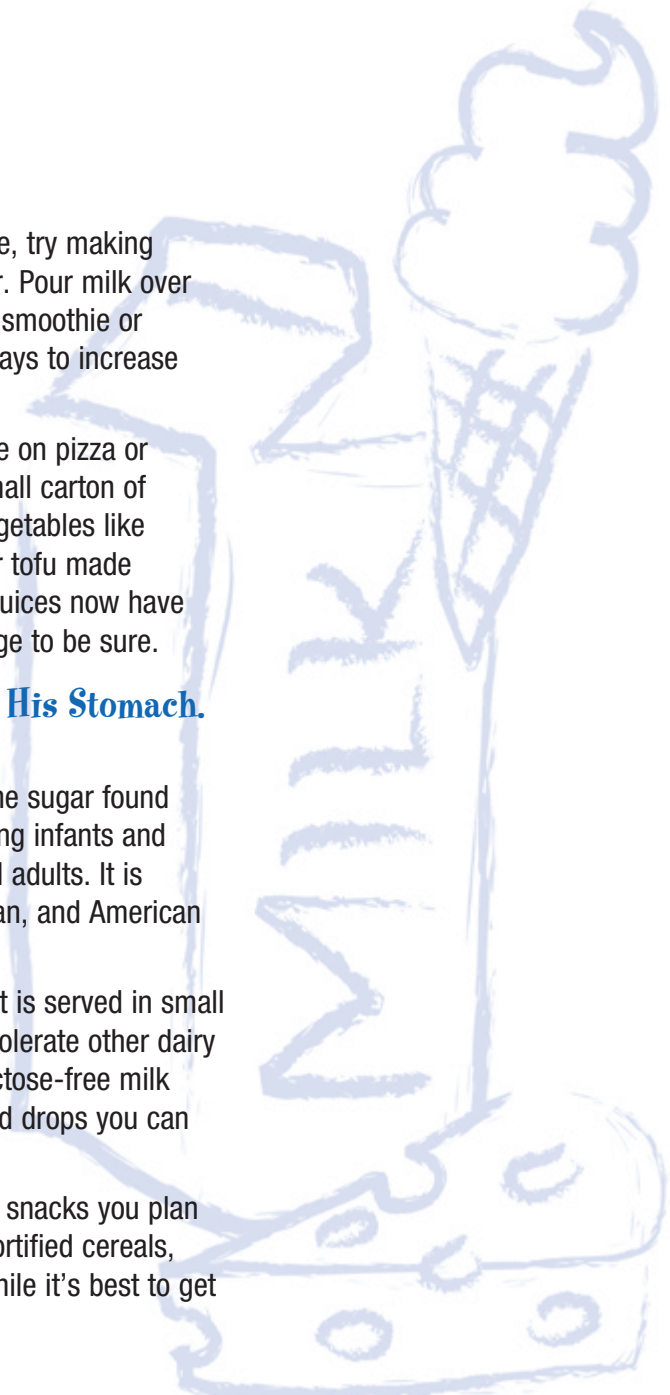 e, try making
r. Pour milk over
smoothie or
ays to increase
e on pizza or
nall carton of
getables like
r tofu made
uices now have
ge to be sure.
His Stomach.
ne sugar found
ng infants and
l adults. It is
an, and American
t is served in small
olerate other dairy
ctose-free milk
d drops you can
snacks you plan
ortified cereals,
hile it's best to get
MILK